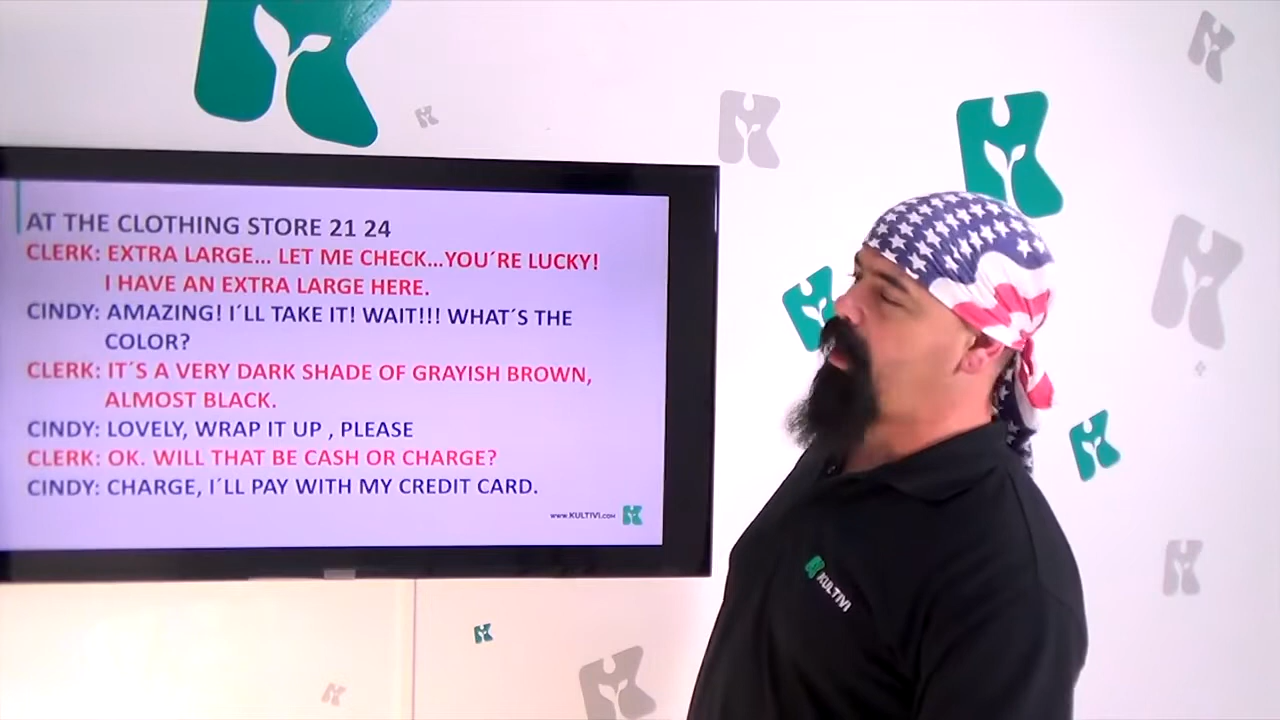 AT THE CLOTHING STORE 21 24
CLERK: EXTRA LARGE... LET ME CHECK...YOU´RE LUCKY!
I HAVE AN EXTRA LARGE HERE.
CINDY: AMAZING! I´LL TAKE IT! WAIT!!! WHAT´S THE
COLOR?
CLERK: IT´S A VERY DARK SHADE OF GRAYISH BROWN,
ALMOST BLACK.
CINDY: LOVELY, WRAP IT UP , PLEASE
CLERK: OK. WILL THAT BE CASH OR CHARGE?
CINDY: CHARGE, I´LL PAY WITH MY CREDIT CARD.
www.KULTIVI.com
KULTIVI